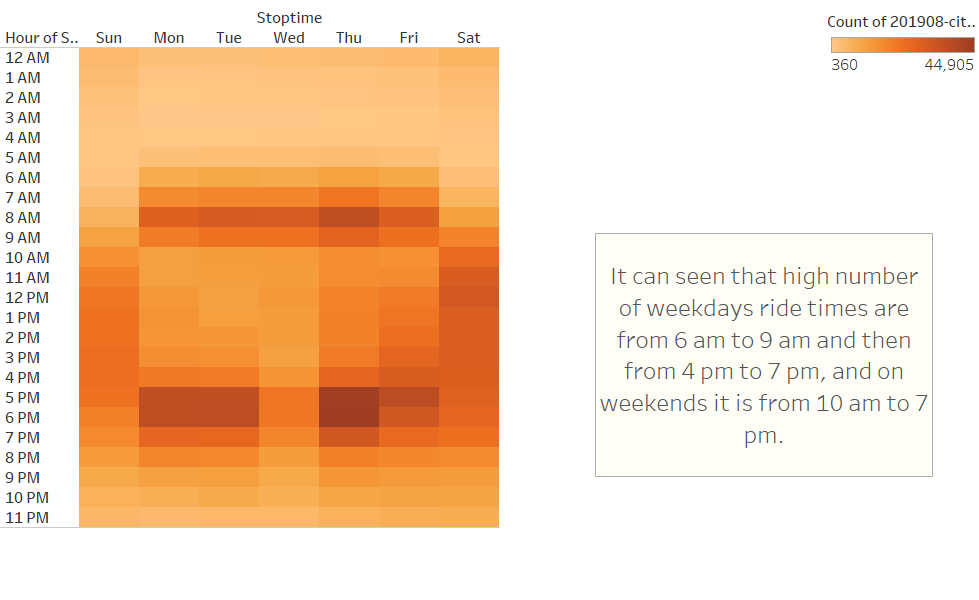 Stoptime
Hour of S.. Sun Mon Tue Wed Thu Fri Sat
12 AM
1 AM
2 AM
3 AM
4 AM
5 AM
6 AM
7 AM
8 AM
9 AM
10 AM
11 AM
12 PM
1 PM
2 PM
3 PM
4 PM
5 PM
6 PM
7 PM
8 PM
9 PM
10 PM
11 PM
Count of 201908-cit..
360 44,905
It can seen that high number
of weekdays ride times are
from 6 am to 9 am and then
from 4 pm to 7 pm, and on
weekends it is from 10 am to 7
pm.